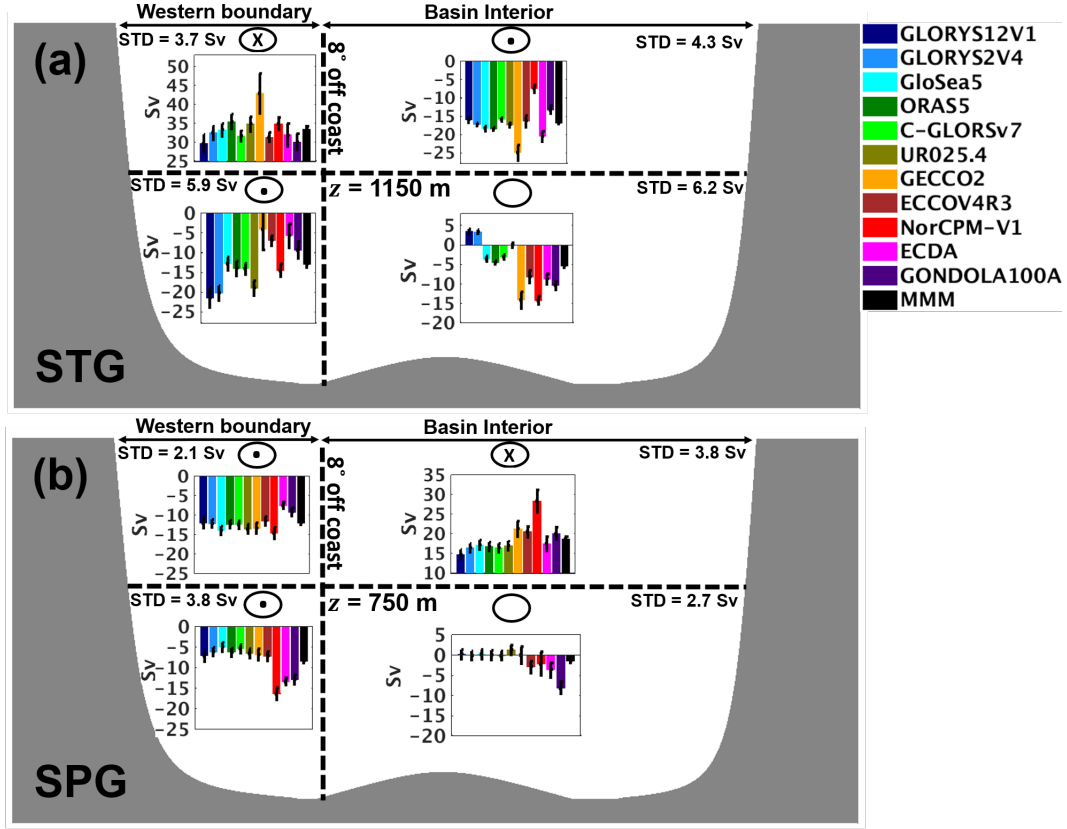 Western boundary
Basin Interior
(a)
STD = 3.7 Sv
X
STD = 4.3 Sv
8° off coast
50
45
40
35
30
25
Sv
0
−5
−10
−15
−20
−25
Sv
STD = 5.9 Sv
z = 1150 m
STD = 6.2 Sv
0
−5
−10
−15
−20
−25
Sv
5
0
−5
−10
−15
−20
Sv
STG
GLORYS12V1
GLORYS2V4
GloSea5
ORAS5
C-GLORSv7
UR025.4
GECCO2
ECCOV4R3
NorCPM-V1
ECDA
GONDOLA100A
MMM
Western boundary
Basin Interior
(b)
STD = 2.1 Sv
X
STD = 3.8 Sv
8° off coast
0
−5
−10
−15
−20
−25
Sv
35
30
25
20
15
10
Sv
STD = 3.8 Sv
z = 750 m
STD = 2.7 Sv
0
−5
−10
−15
−20
−25
Sv
5
0
−5
−10
−15
−20
Sv
SPG